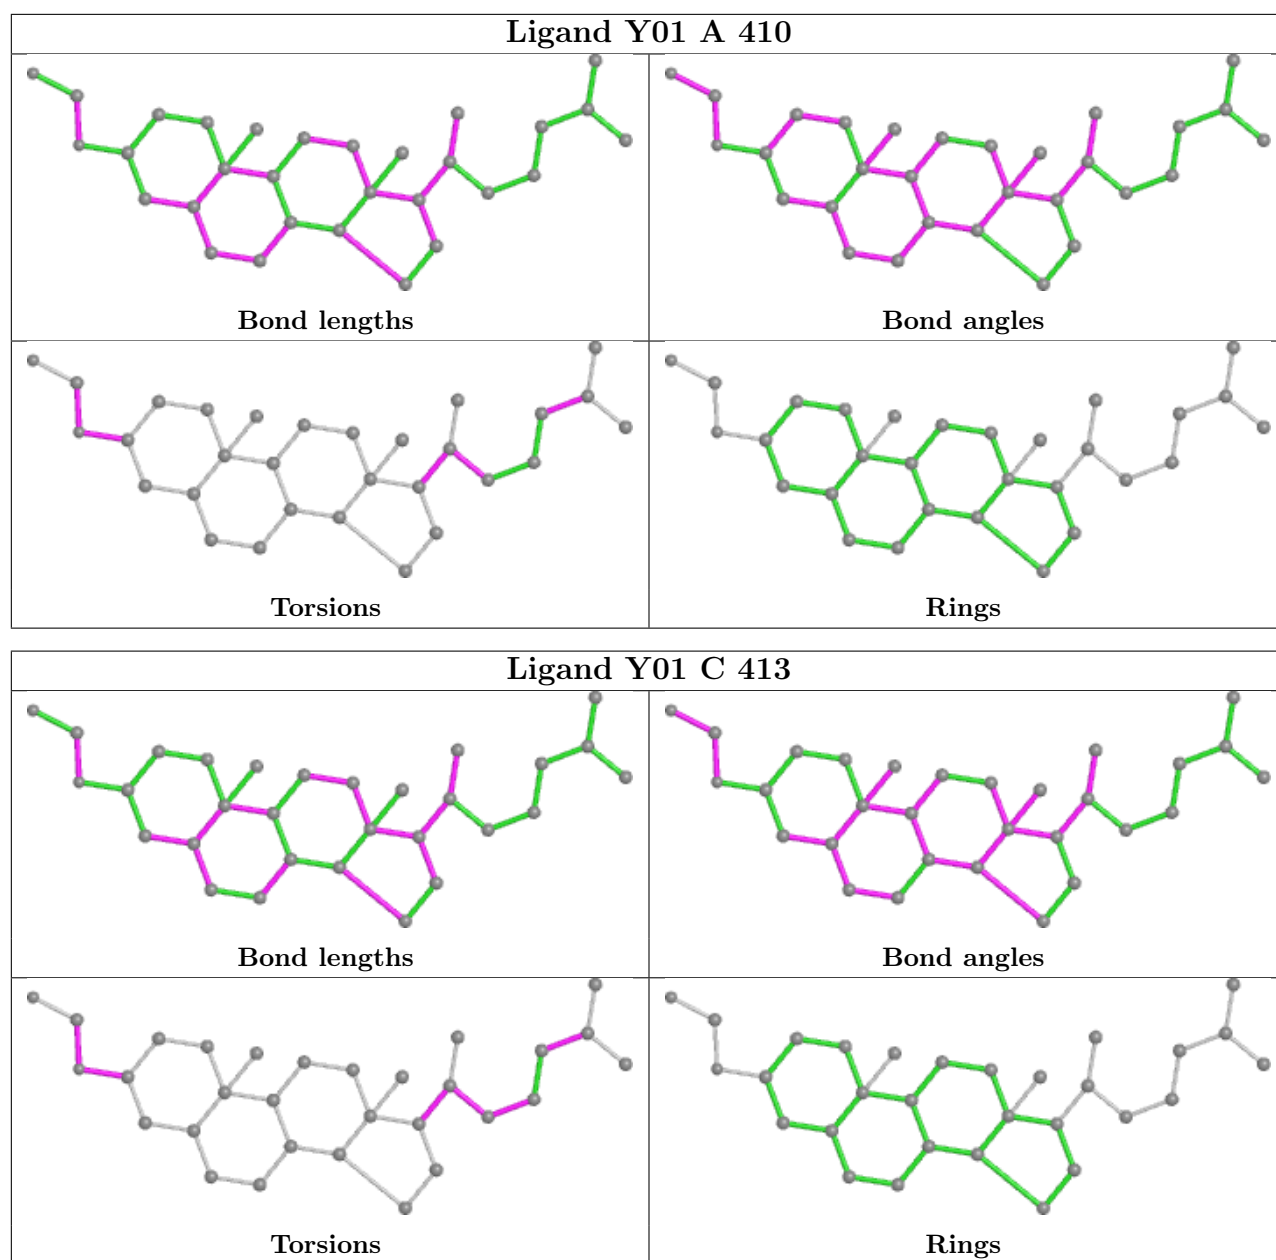 Ligand Y01 A 410
Bond lengths
Bond angles
Torsions
Rings
Ligand Y01 C 413
Bond lengths
Bond angles
Torsions
Rings